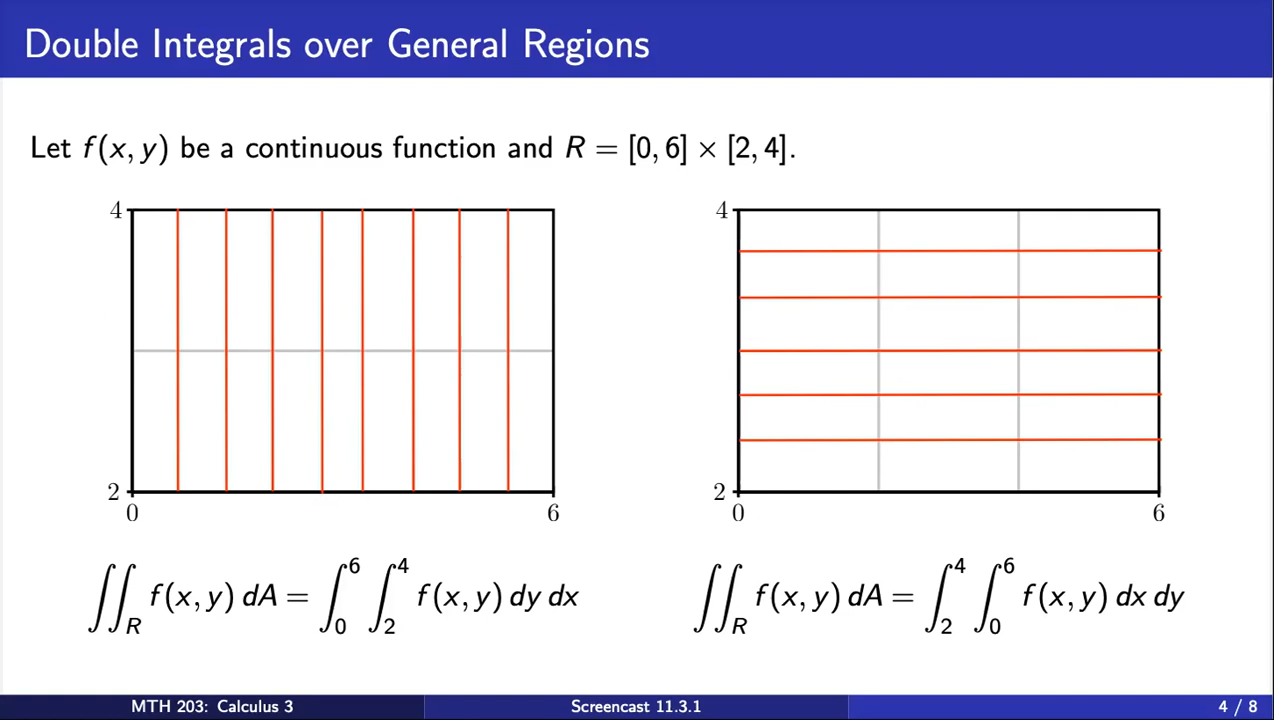 Double Integrals over General Regions
Let f(x, y) be a continuous function and R = [0, 6] × [2, 4].
4
2
0 6
4
2
0 6
∬_R f(x, y) dA = ∫_0^6 ∫_2^4 f(x, y) dy dx
∬_R f(x, y) dA = ∫_2^4 ∫_0^6 f(x, y) dx dy
MTH 203: Calculus 3 Screencast 11.3.1 4 / 8